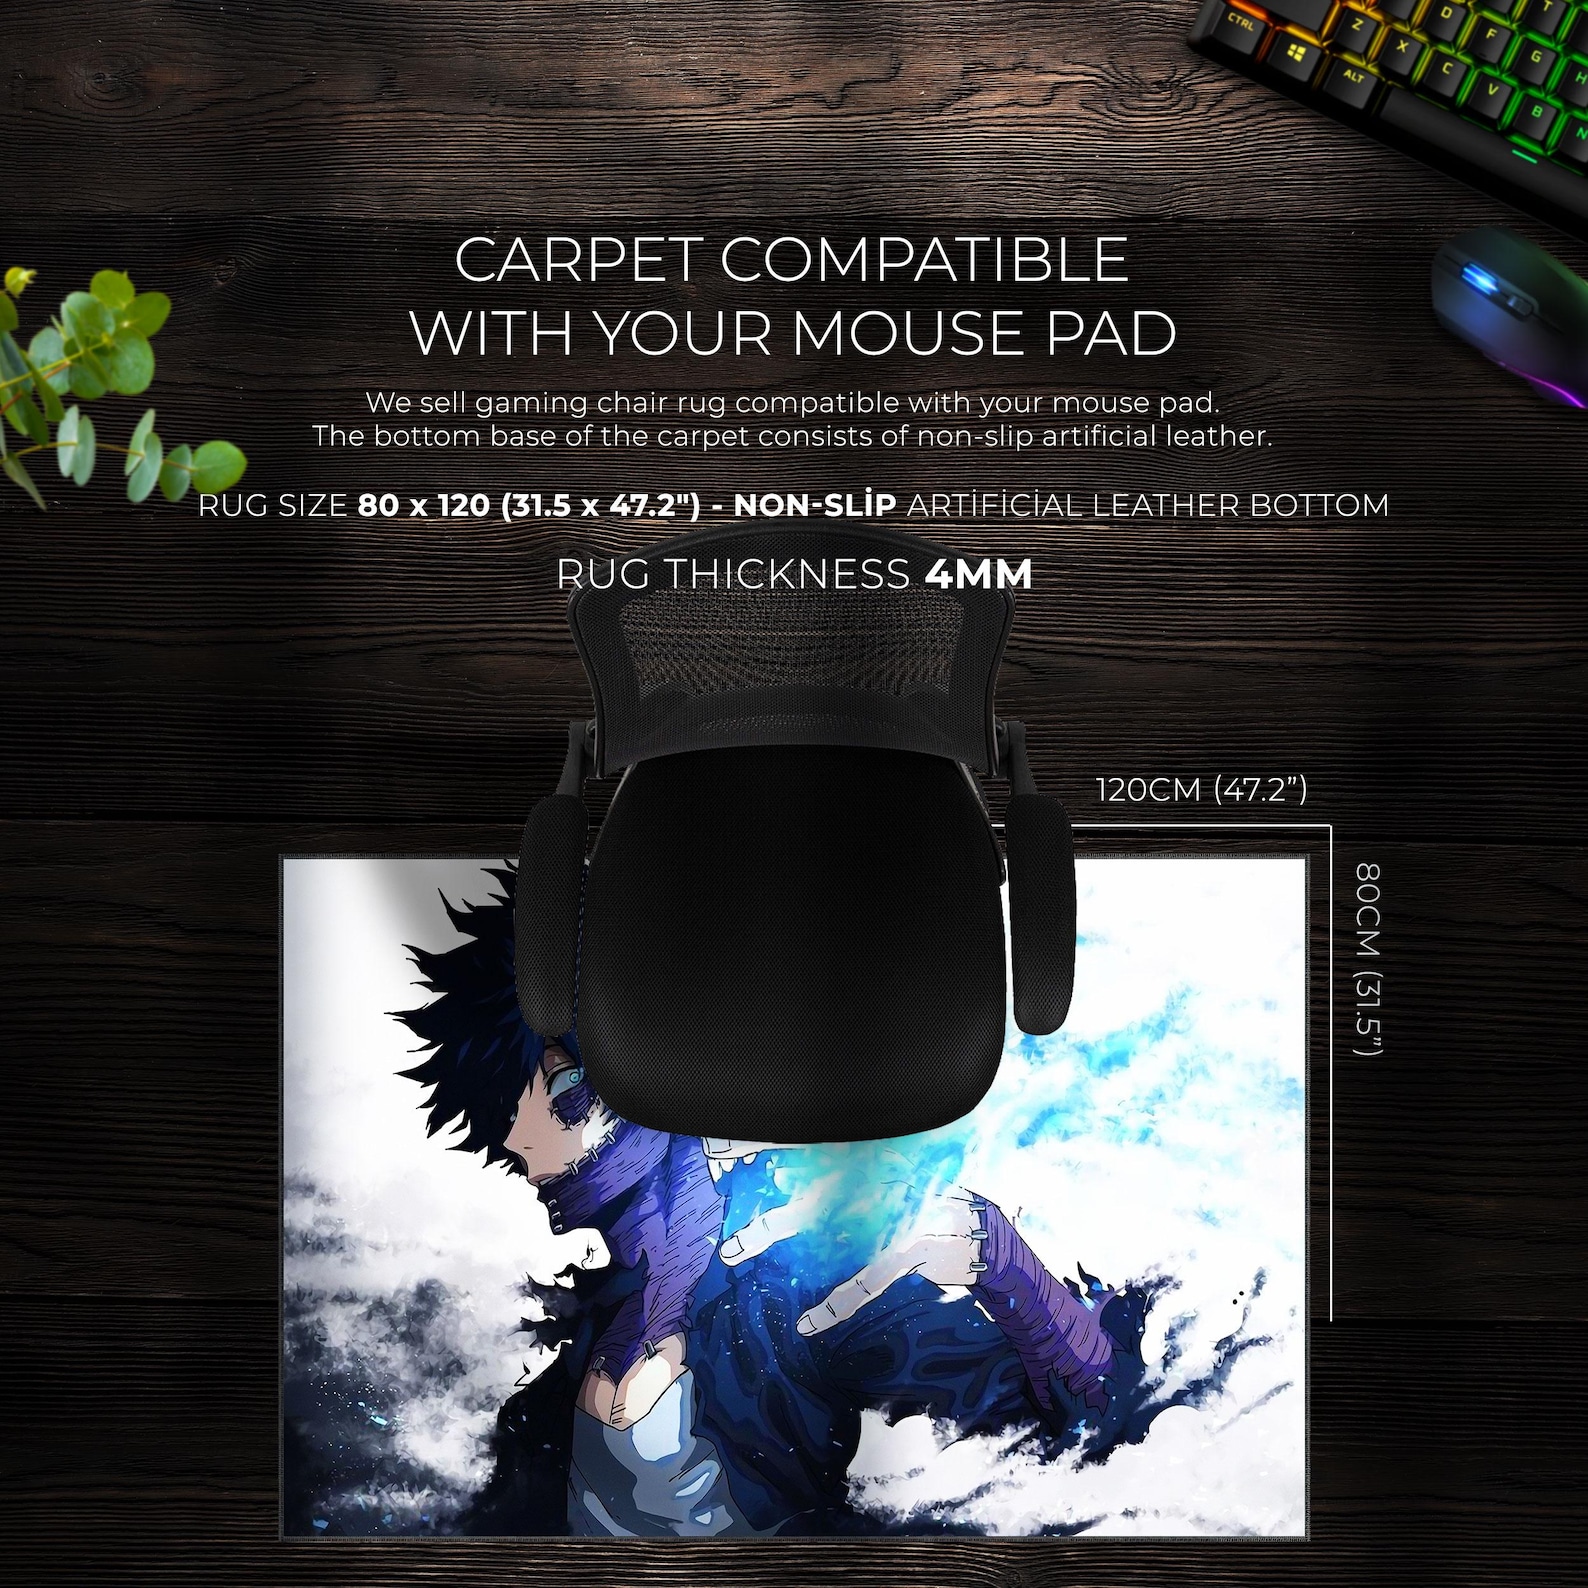 CTRL
ALT
Z
X
C
V
B
N
D
F
G
H
T
CARPET COMPATIBLE
WITH YOUR MOUSE PAD
We sell gaming chair rug compatible with your mouse pad.
The bottom base of the carpet consists of non-slip artificial leather.
RUG SIZE 80 x 120 (31.5 x 47.2") - NON-SLİP ARTİFİCİAL LEATHER BOTTOM
RUG THICKNESS 4MM
120CM (47.2”)
80CM (31.5”)